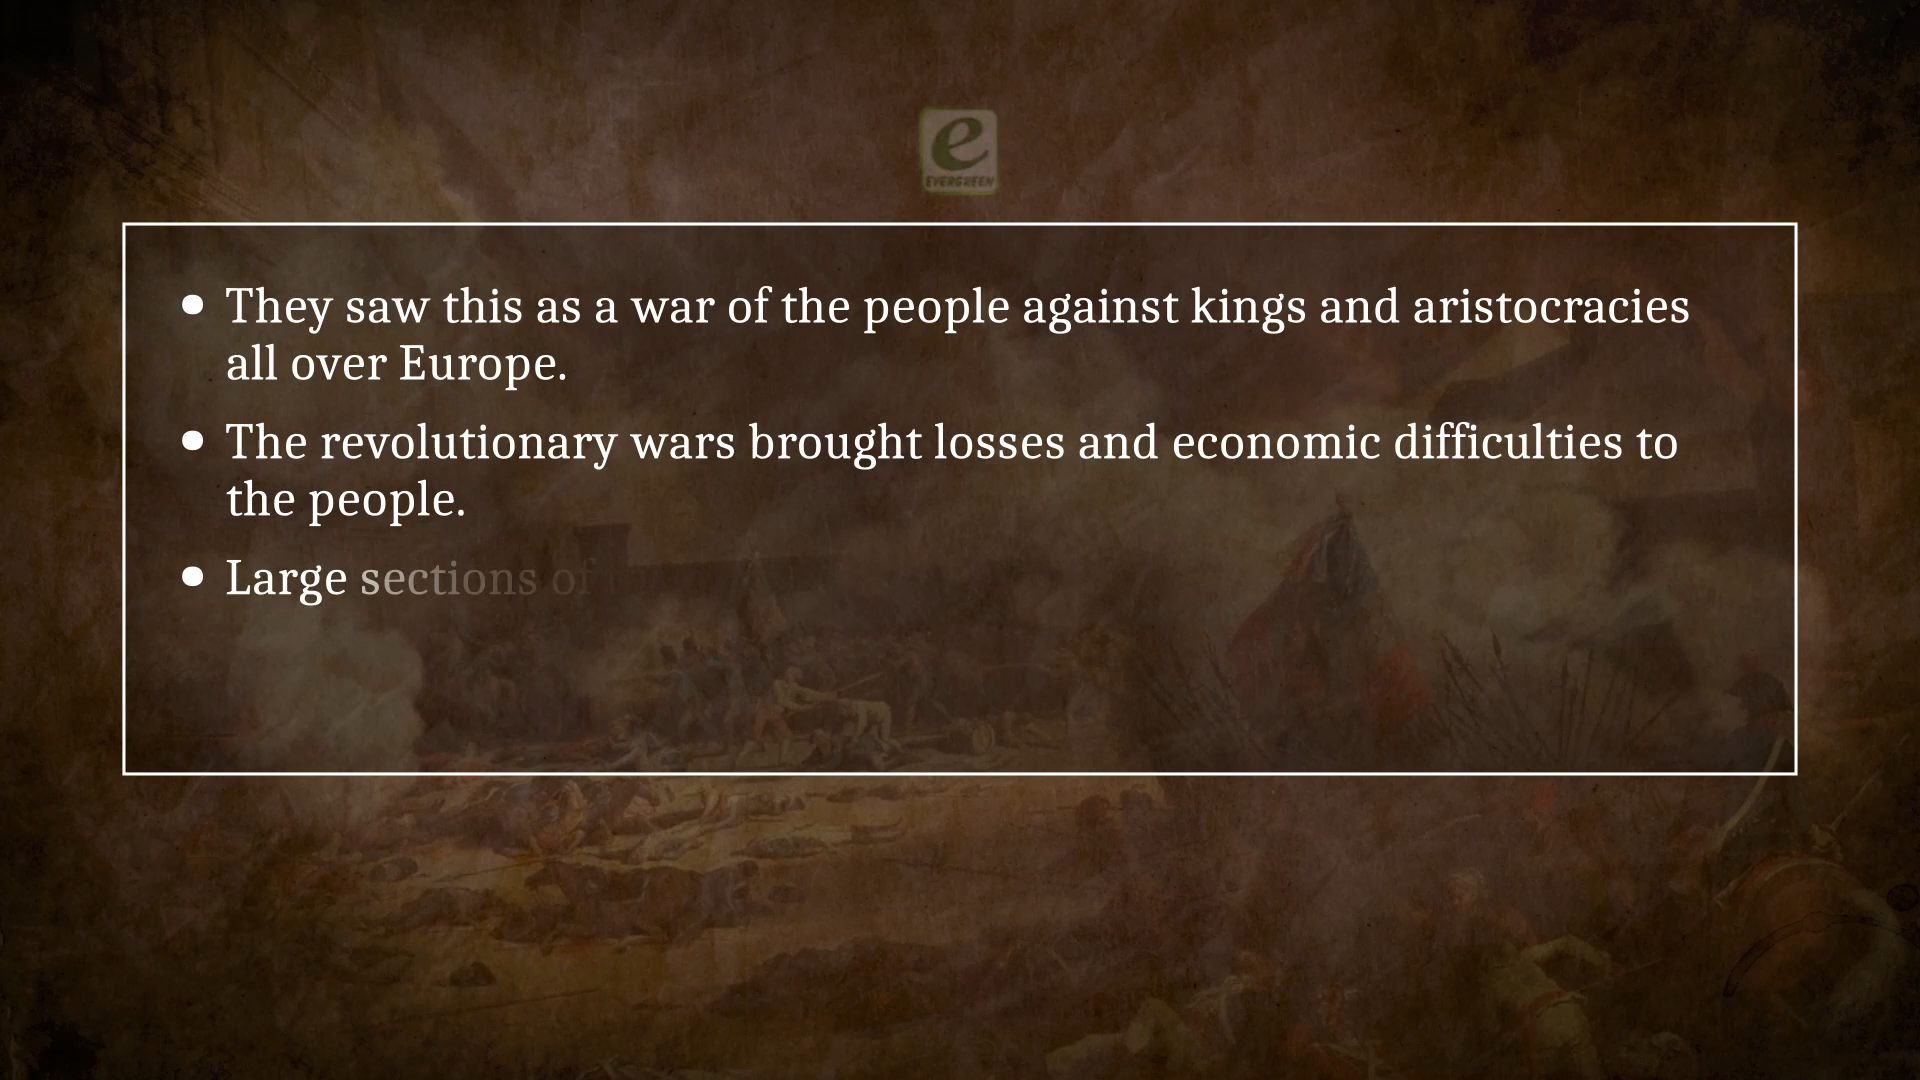 e
EVERGREEN
• They saw this as a war of the people against kings and aristocracies
all over Europe.
• The revolutionary wars brought losses and economic difficulties to
the people.
• Large sections of t